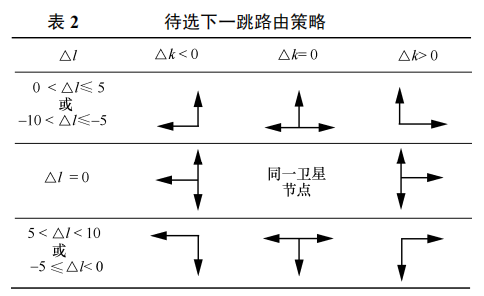 表 2 待选下一跳路由策略
△l △k < 0 △k= 0 △k> 0
0 < △l≤ 5
或
–10 < △l≤–5
△l = 0
同一卫星
节点
5 < △l < 10
或
–5 ≤△l< 0